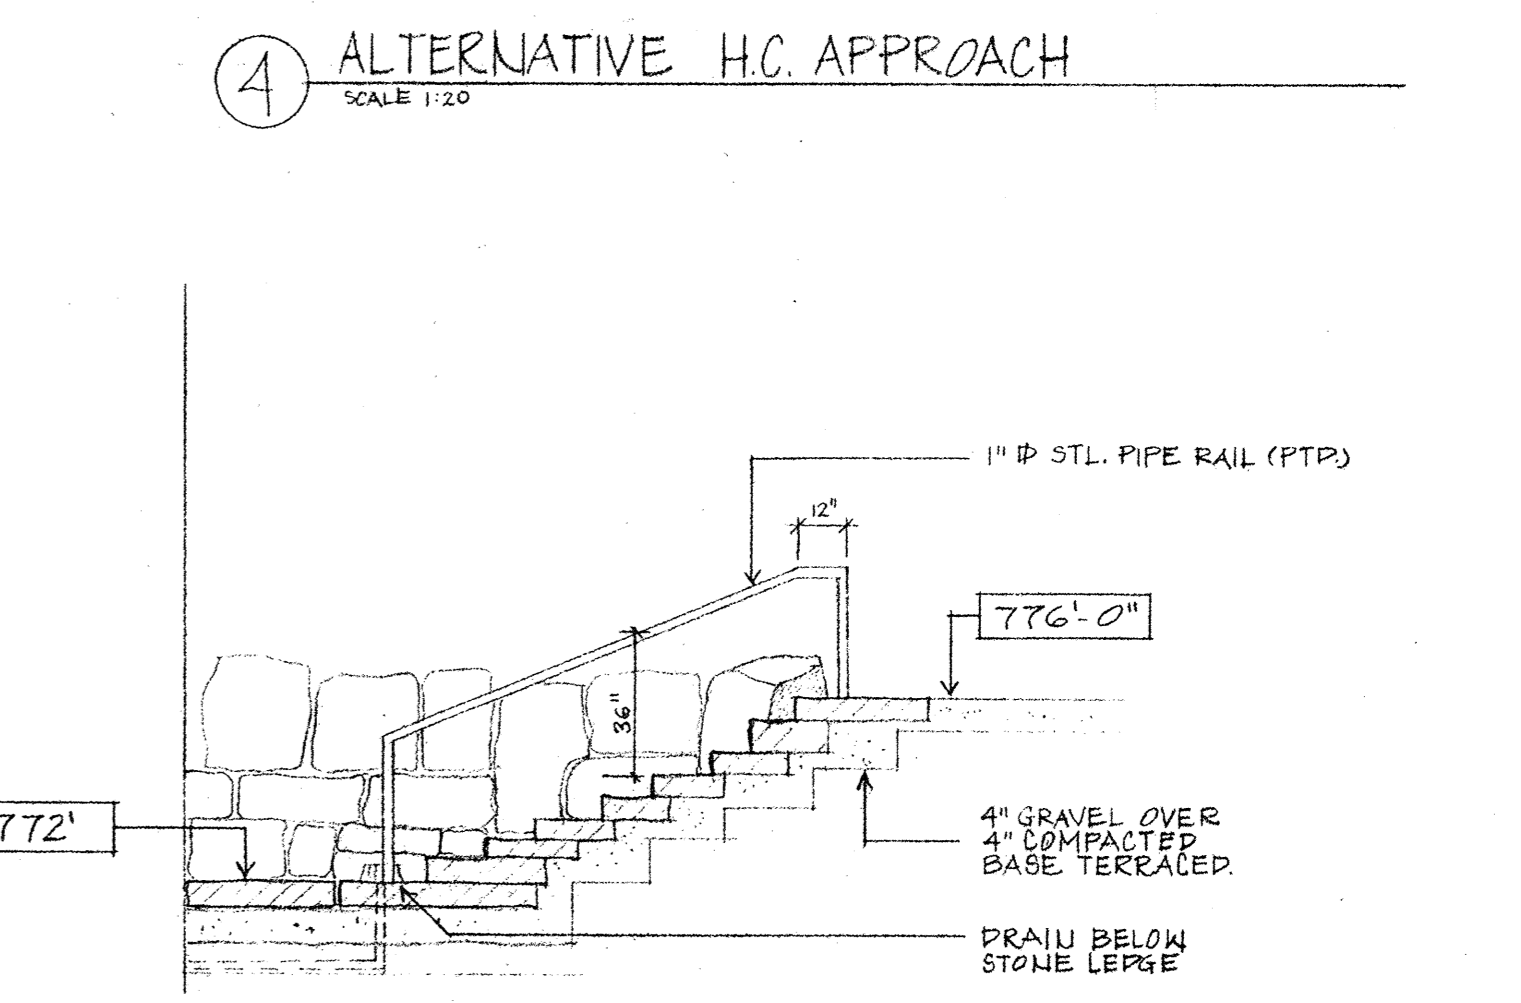 4
ALTERNATIVE H.C. APPROACH
SCALE 1:20
1" ID STL. PIPE RAIL (PTD.)
12"
776'-0"
36"
772'
4" GRAVEL OVER
4" COMPACTED
BASE TERRACED.
DRAIN BELOW
STONE LEDGE